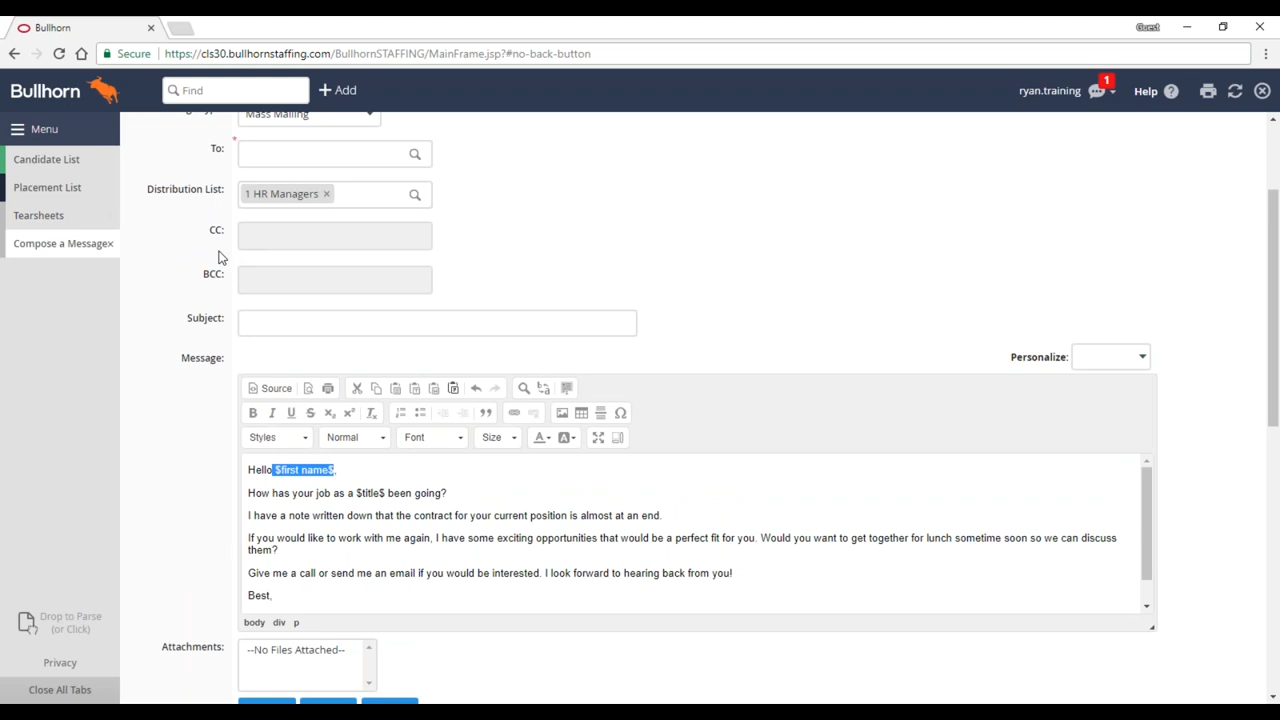 Bullhorn
Guest
Secure https://cls30.bullhornstaffing.com/BullhornSTAFFING/MainFrame.jsp?#no-back-button
Bullhorn
Find
+ Add
ryan.training
1
Help ?
Menu
Candidate List
Placement List
Tearsheets
Compose a Message×
Mass Mailing
* To:
Distribution List:
1 HR Managers ×
CC:
BCC:
Subject:
Message:
Personalize:
Source
Styles
Normal
Font
Size
Hello $first name$,
How has your job as a $title$ been going?
I have a note written down that the contract for your current position is almost at an end.
If you would like to work with me again, I have some exciting opportunities that would be a perfect fit for you. Would you want to get together for lunch sometime soon so we can discuss
them?
Give me a call or send me an email if you would be interested. I look forward to hearing back from you!
Best,
body div p
Attachments:
--No Files Attached--
Drop to Parse
(or Click)
Privacy
Close All Tabs